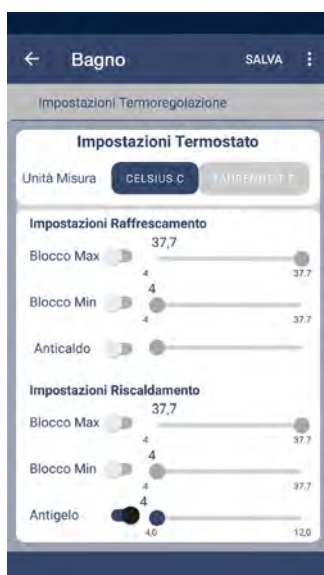 Bagno SALVA
Impostazioni Termoregolazione
Impostazioni Termostato
Unità Misura CELSIUS C FAHRENHEIT F
Impostazioni Raffrescamento
37,7
Blocco Max
4 37.7
4
Blocco Min
4 37.7
Anticaldo
Impostazioni Riscaldamento
37,7
Blocco Max
4 37.7
4
Blocco Min
4 37.7
4
Antigelo
4,0 12,0